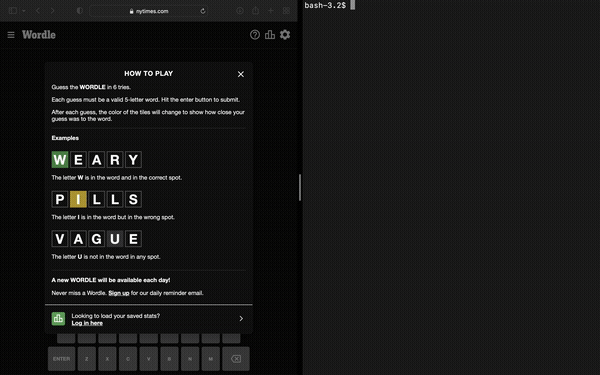 nytimes.com
Wordle
HOW TO PLAY
Guess the WORDLE in 6 tries.
Each guess must be a valid 5-letter word. Hit the enter button to submit.
After each guess, the color of the tiles will change to show how close your
guess was to the word.
Examples
WEARY
The letter W is in the word and in the correct spot.
PILLS
The letter I is in the word but in the wrong spot.
VAGUE
The letter U is not in the word in any spot.
A new WORDLE will be available each day!
Never miss a Wordle. Sign up for our daily reminder email.
Looking to load your saved stats?
Log in here
ENTER Z X C V B N M
bash-3.2$